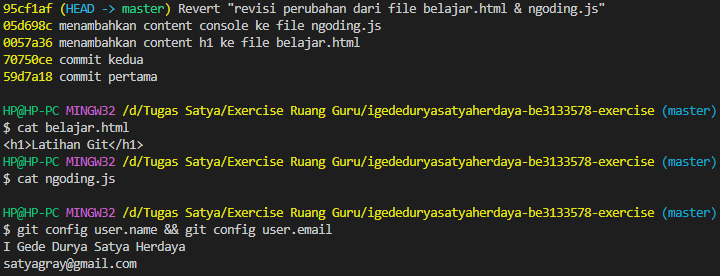 95cf1af (HEAD -> master) Revert "revisi perubahan dari file belajar.html & ngoding.js"
05d698c menambahkan content console ke file ngoding.js
0057a36 menambahkan content h1 ke file belajar.html
70750ce commit kedua
59d7a18 commit pertama
HP@HP-PC MINGW32 /d/Tugas Satya/Exercise Ruang Guru/igededuryasatyaherdaya-be3133578-exercise (master)
$ cat belajar.html
<h1>Latihan Git</h1>
HP@HP-PC MINGW32 /d/Tugas Satya/Exercise Ruang Guru/igededuryasatyaherdaya-be3133578-exercise (master)
$ cat ngoding.js
HP@HP-PC MINGW32 /d/Tugas Satya/Exercise Ruang Guru/igededuryasatyaherdaya-be3133578-exercise (master)
$ git config user.name && git config user.email
I Gede Durya Satya Herdaya
satyagray@gmail.com